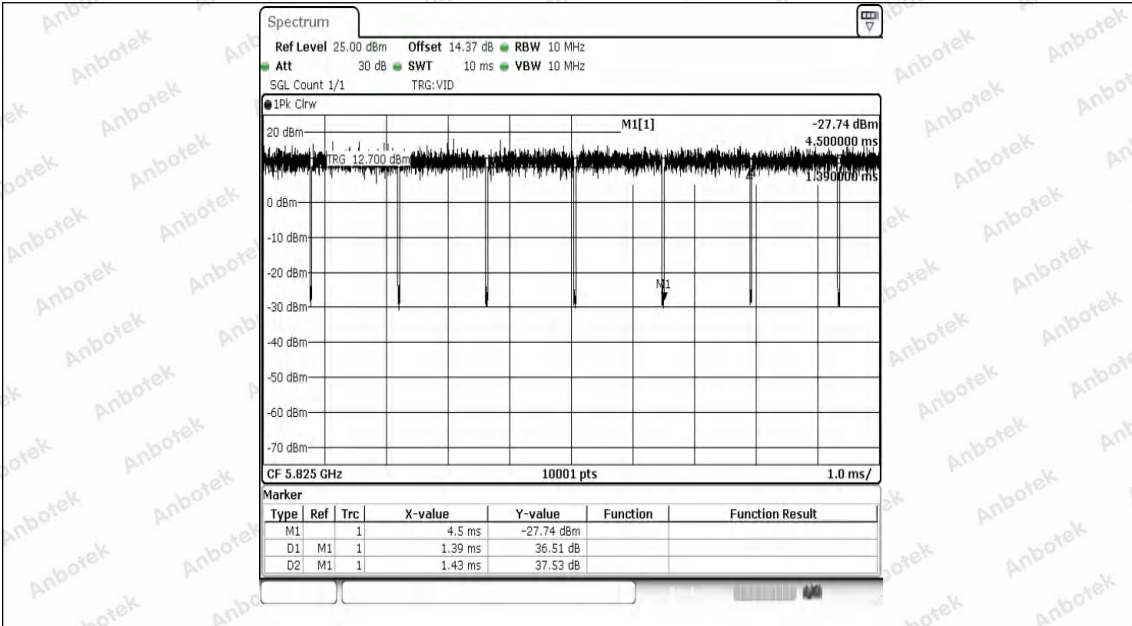 Spectrum
Ref Level 25.00 dBm Offset 14.37 dB RBW 10 MHz
Att 30 dB SWT 10 ms VBW 10 MHz
SGL Count 1/1 TRG:VID
1Pk Clrw
M1[1] -27.74 dBm
4.500000 ms
20 dBm
TRG 12.700 dBm
1.390000 ms
0 dBm
-10 dBm
-20 dBm
M1
-30 dBm
-40 dBm
-50 dBm
-60 dBm
-70 dBm
CF 5.825 GHz 10001 pts 1.0 ms/
Marker
Type Ref Trc X-value Y-value Function Function Result
M1 1 4.5 ms -27.74 dBm
D1 M1 1 1.39 ms 36.51 dB
D2 M1 1 1.43 ms 37.53 dB